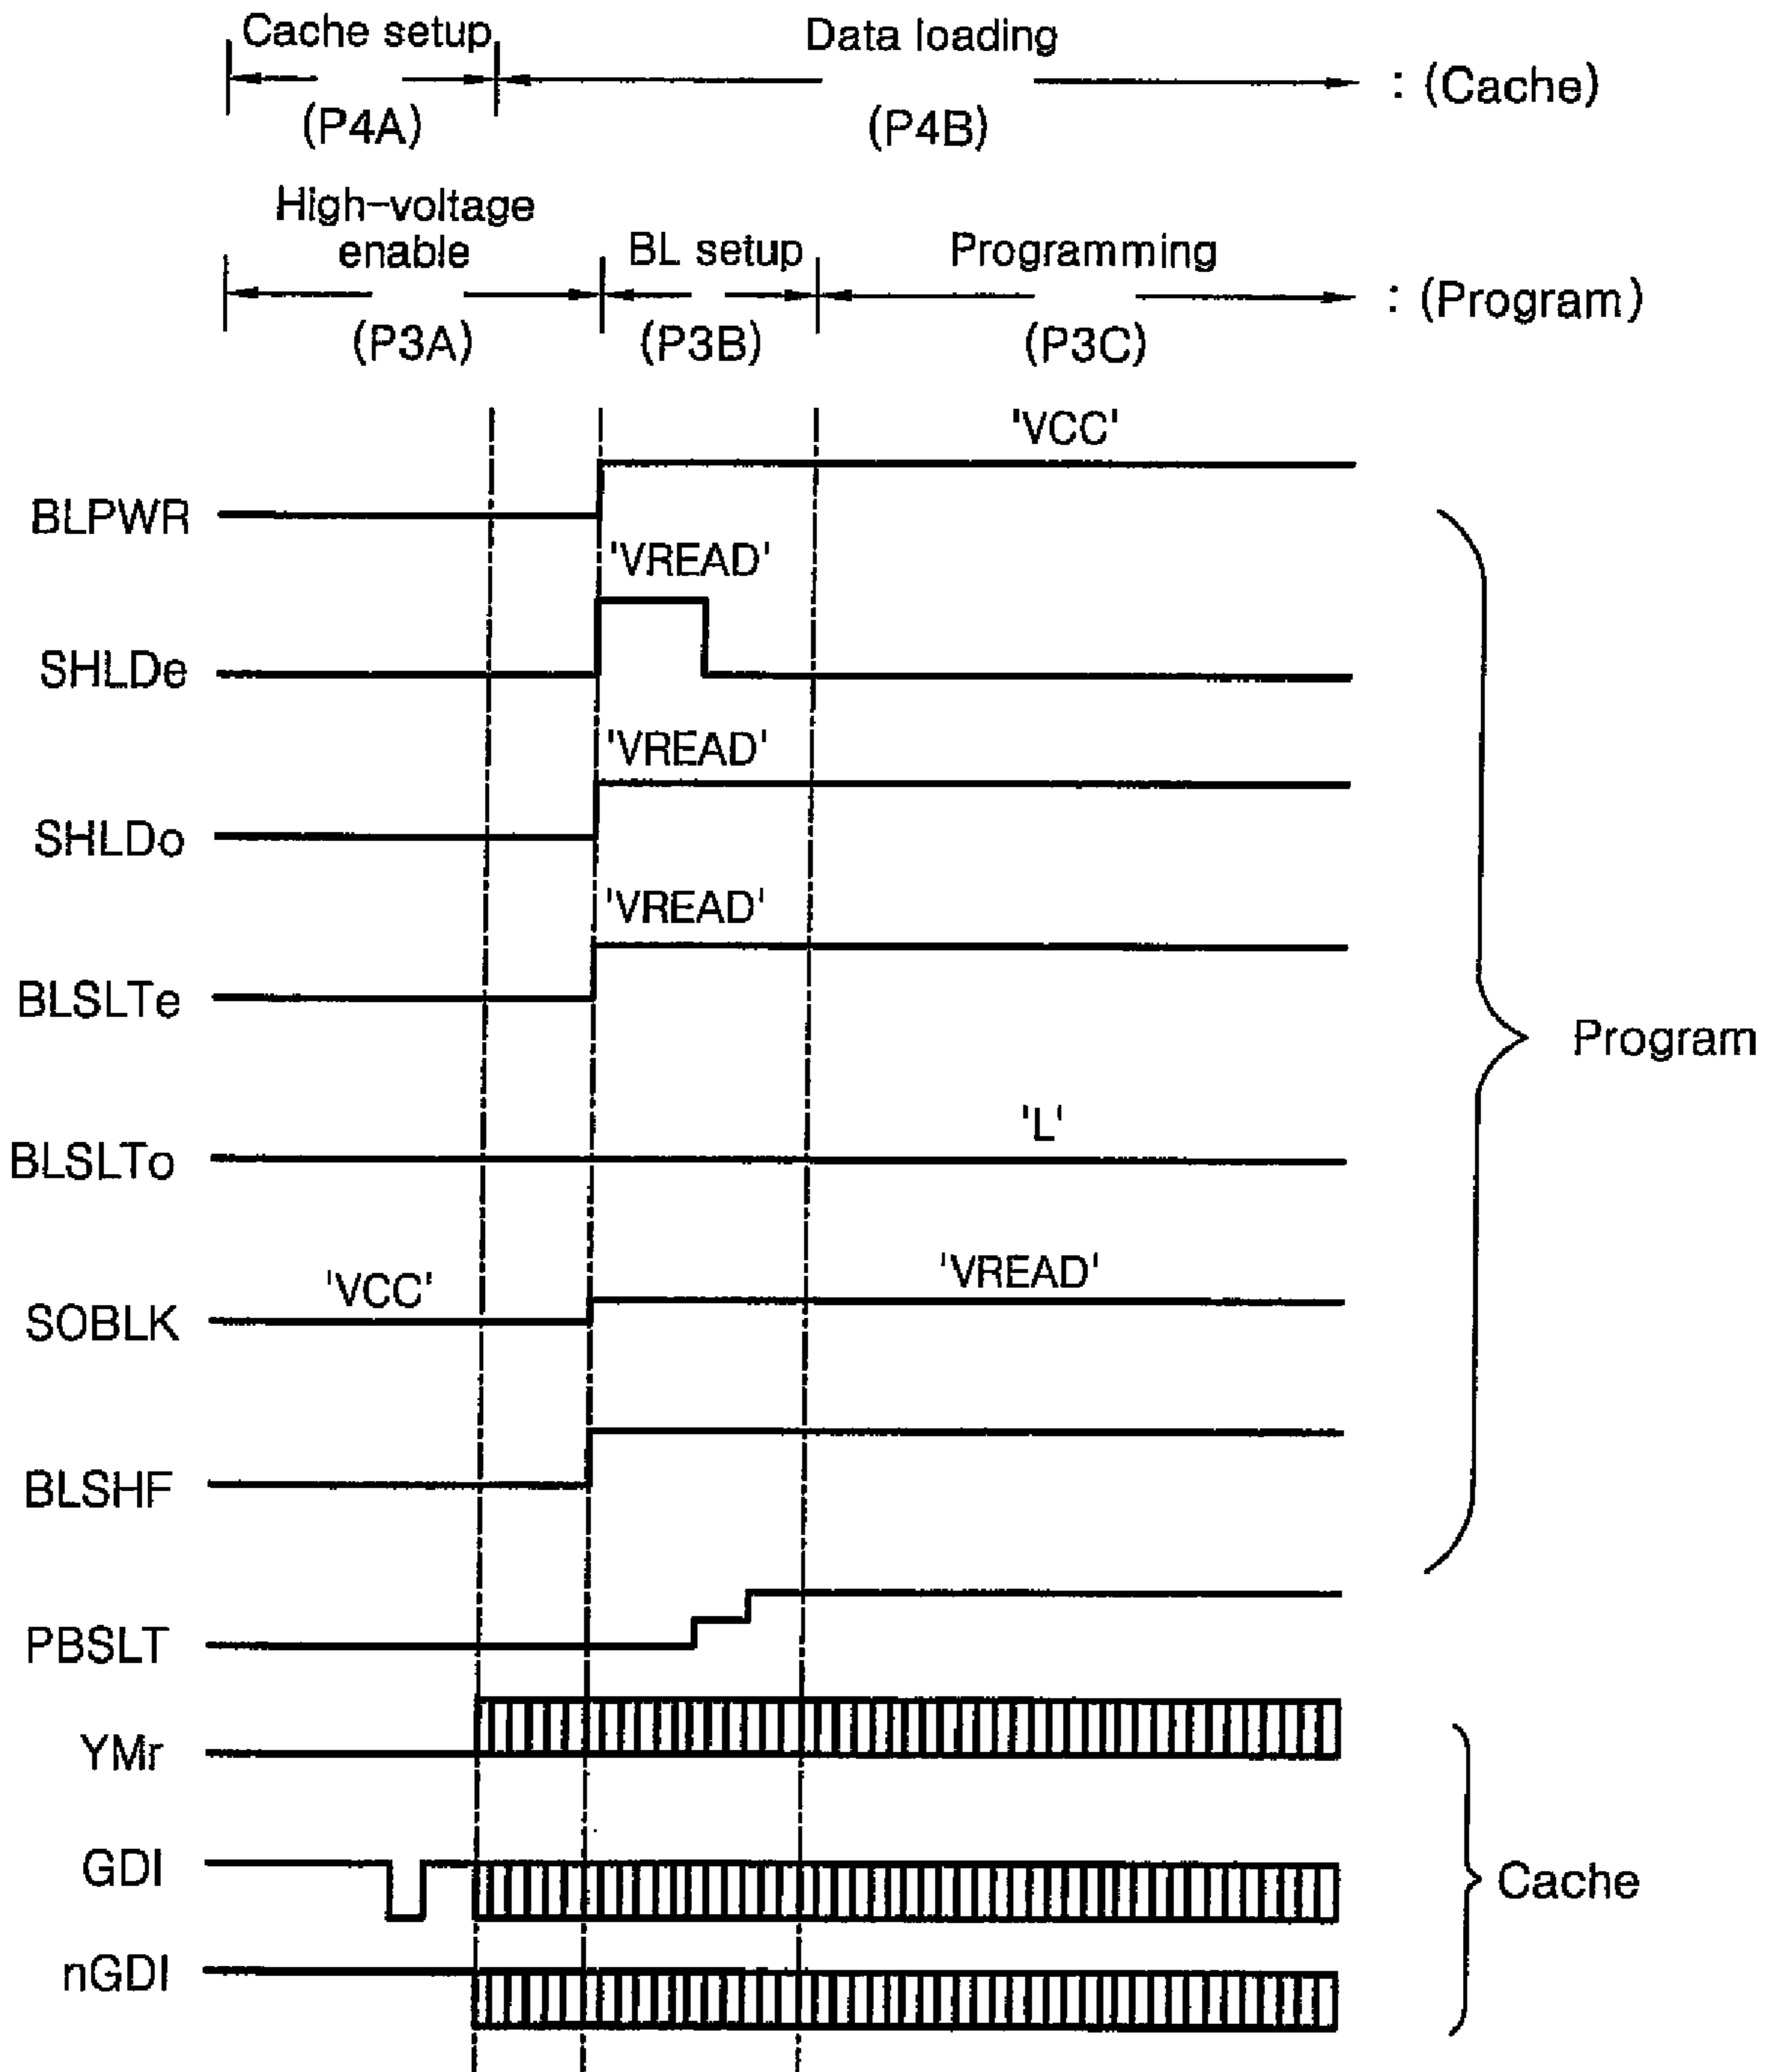 Cache setup
Data loading
: (Cache)
(P4A)
(P4B)
High-voltage
enable
BL setup
Programming
: (Program)
(P3A)
(P3B)
(P3C)
'VCC'
BLPWR
'VREAD'
SHLDe
'VREAD'
SHLDo
'VREAD'
BLSLTe
Program
'L'
BLSLTo
'VCC'
'VREAD'
SOBLK
BLSHF
PBSLT
YMr
GDI
Cache
nGDI